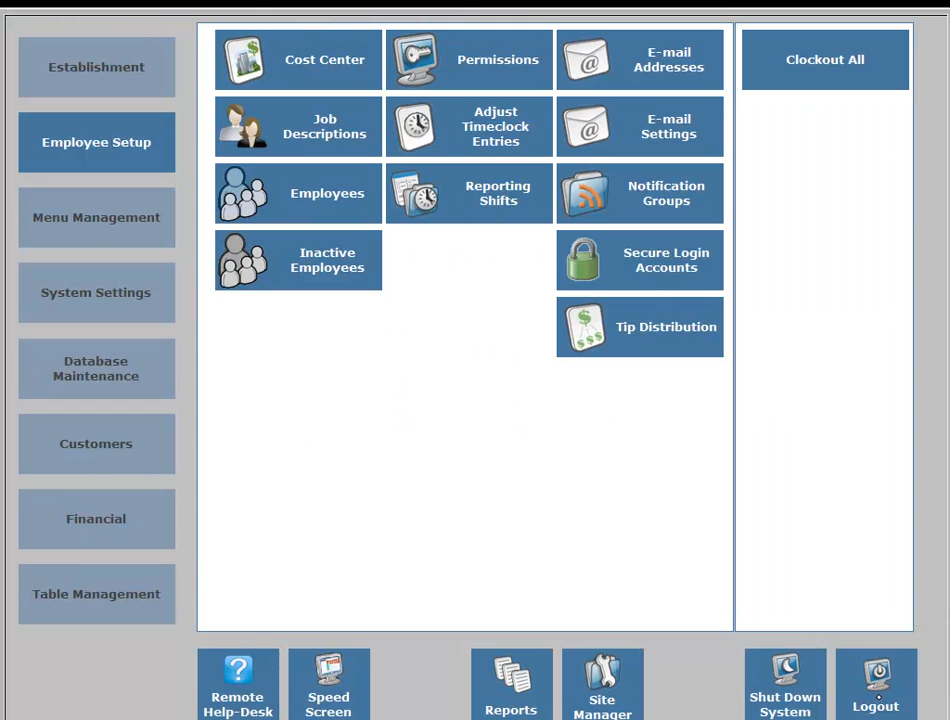 Establishment
Employee Setup
Menu Management
System Settings
Database
Maintenance
Customers
Financial
Table Management
Cost Center
Permissions
E-mail
Addresses
Job
Descriptions
Adjust
Timeclock
Entries
E-mail
Settings
Employees
Reporting
Shifts
Notification
Groups
Inactive
Employees
Secure Login
Accounts
Tip Distribution
Clockout All
Remote
Help-Desk
Speed
Screen
Reports
Site
Manager
Shut Down
System
Logout